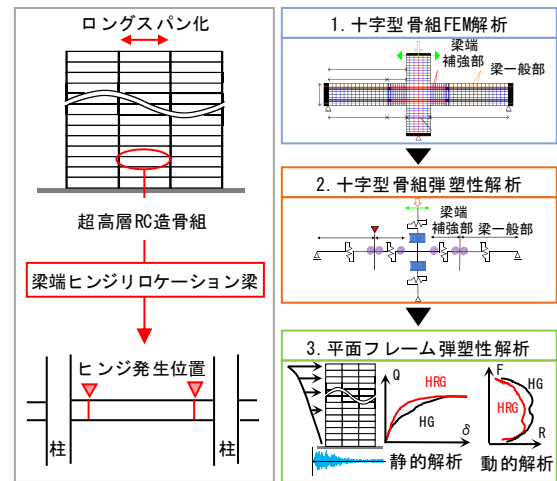 ロングスパン化
超高層RC造骨組
梁端ヒンジリロケーション梁
ヒンジ発生位置
柱
柱
1. 十字型骨組FEM解析
梁端
補強部
梁一般部
2. 十字型骨組弾塑性解析
梁端
補強部
梁一般部
3. 平面フレーム弾塑性解析
Q
HRG
HG
δ
静的解析
F
HG
HRG
R
動的解析